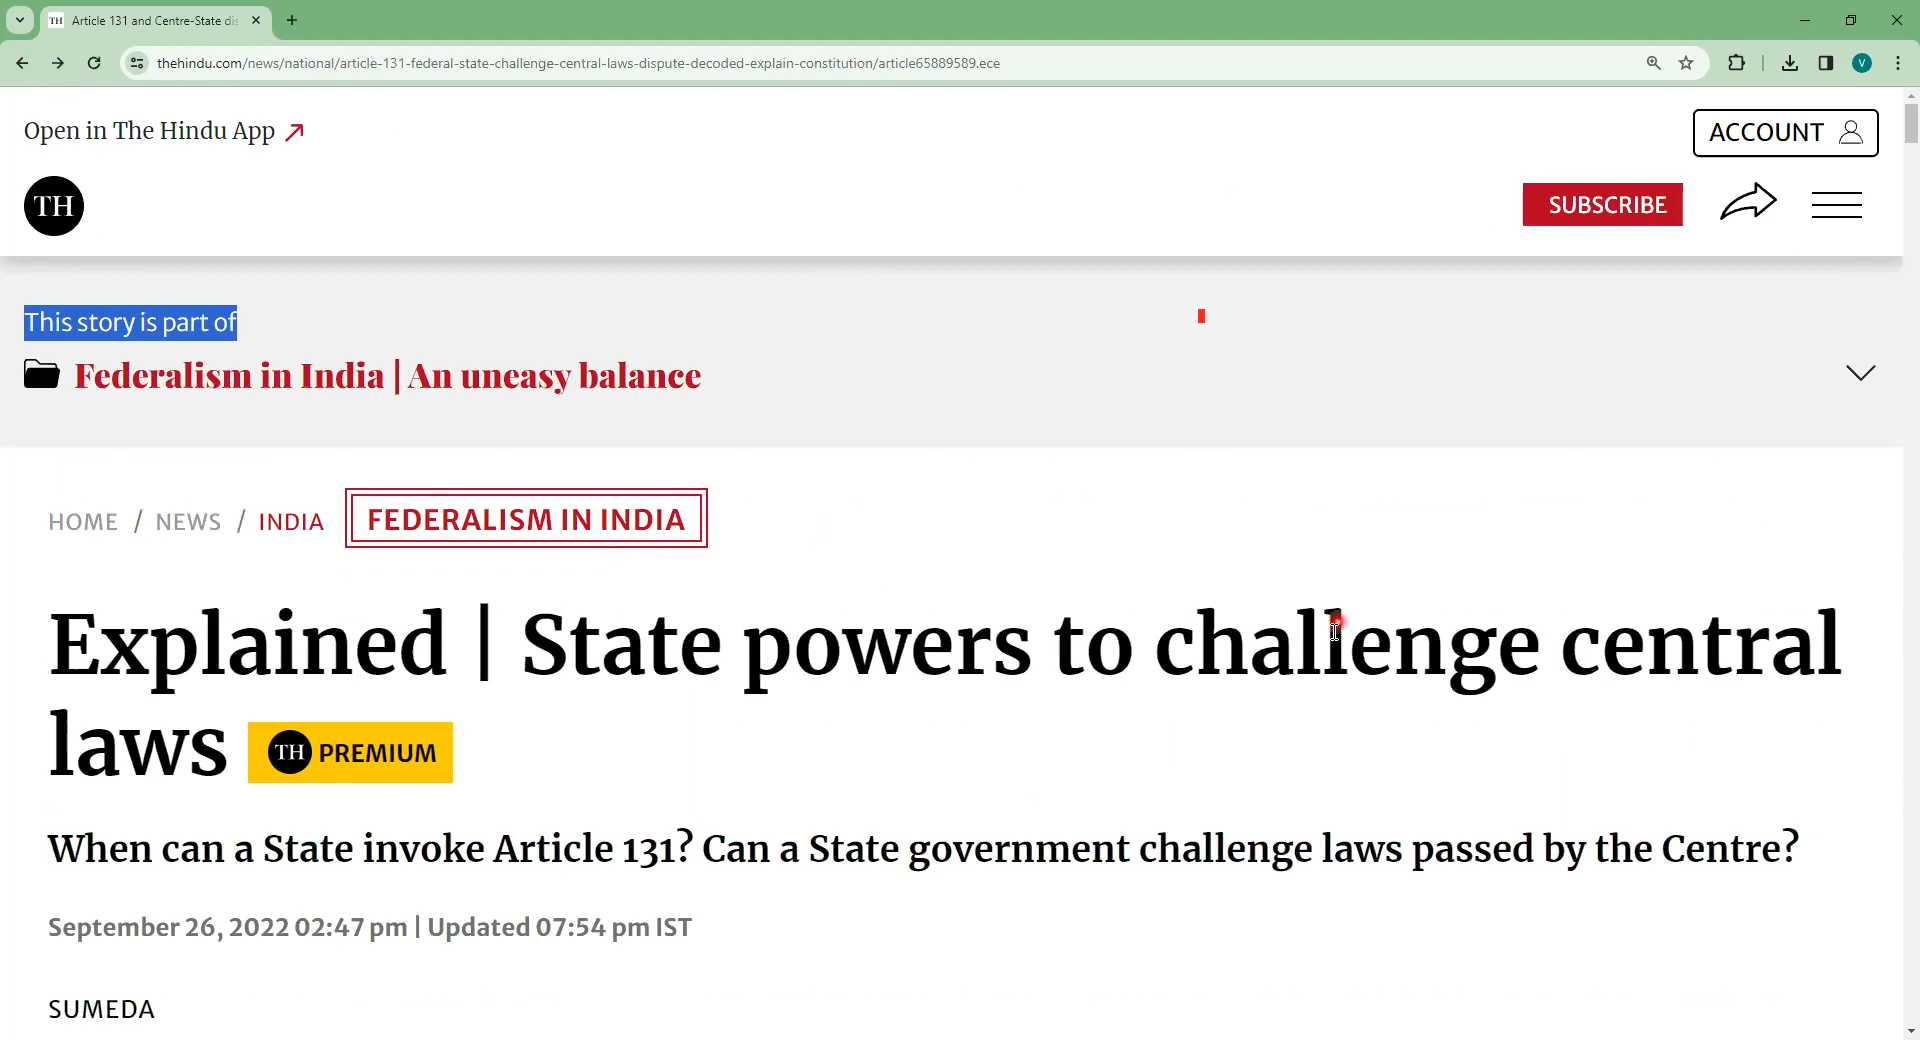 TH Article 131 and Centre-State dis
thehindu.com/news/national/article-131-federal-state-challenge-central-laws-dispute-decoded-explain-constitution/article65889589.ece
V
Open in The Hindu App
ACCOUNT
TH
SUBSCRIBE
This story is part of
Federalism in India | An uneasy balance
HOME / NEWS / INDIA FEDERALISM IN INDIA
Explained | State powers to challenge central
laws TH PREMIUM
When can a State invoke Article 131? Can a State government challenge laws passed by the Centre?
September 26, 2022 02:47 pm | Updated 07:54 pm IST
SUMEDA